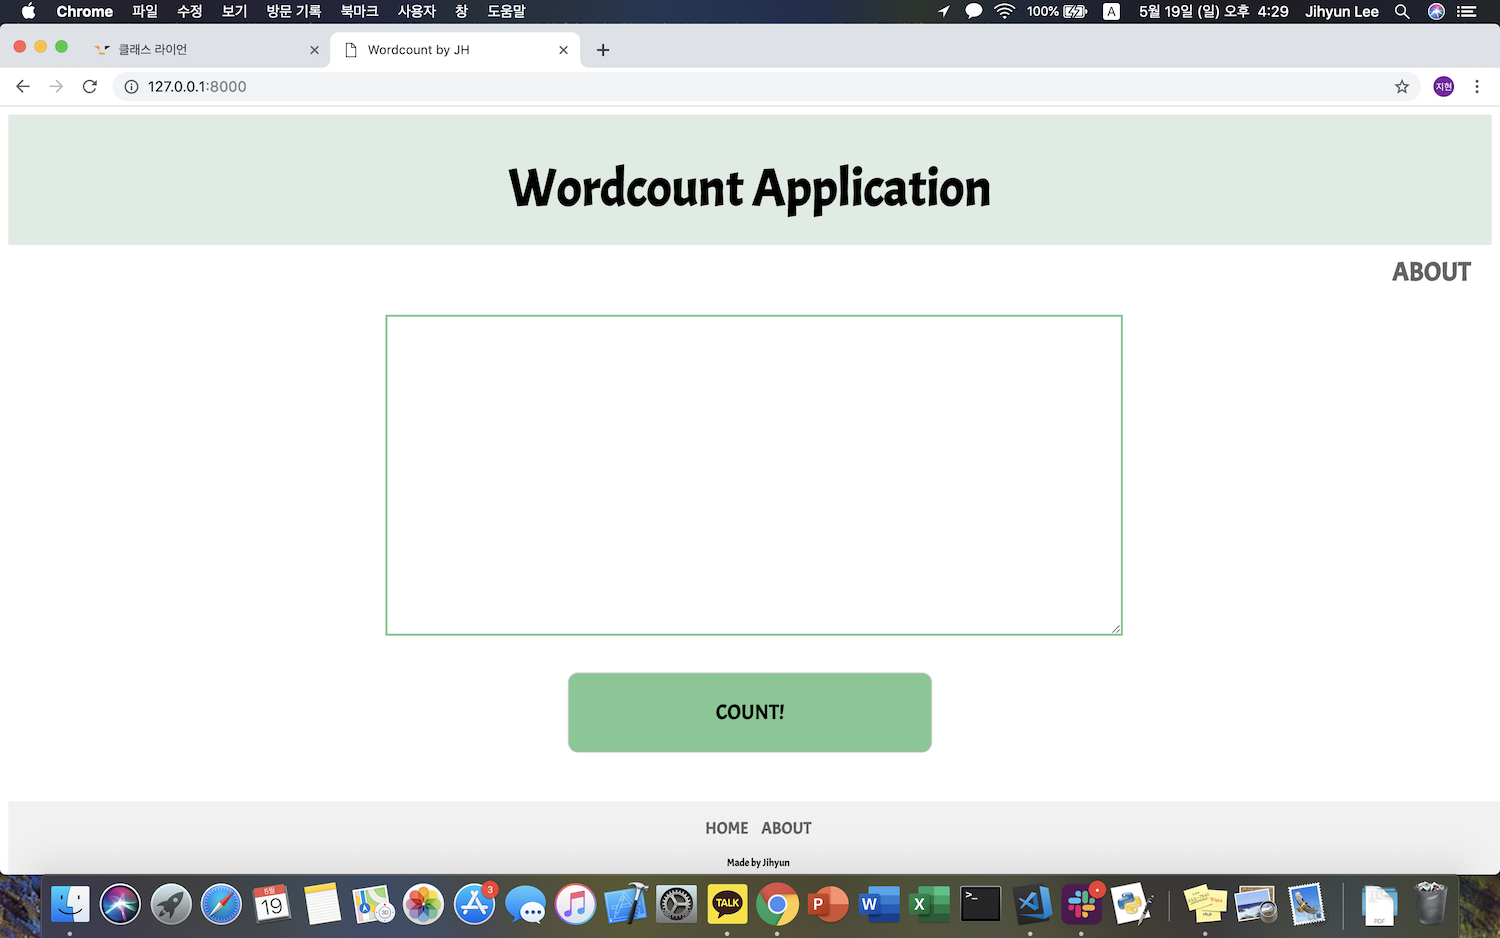 Chrome 파일 수정 보기 방문 기록 북마크 사용자 창 도움말 100% A 5월 19일 (일) 오후 4:29 Jihyun Lee
클래스 라이언 Wordcount by JH
127.0.0.1:8000 지현
Wordcount Application
ABOUT
COUNT!
HOME ABOUT
Made by Jihyun
5월 19 30 3 TALK P W X >_ PDF